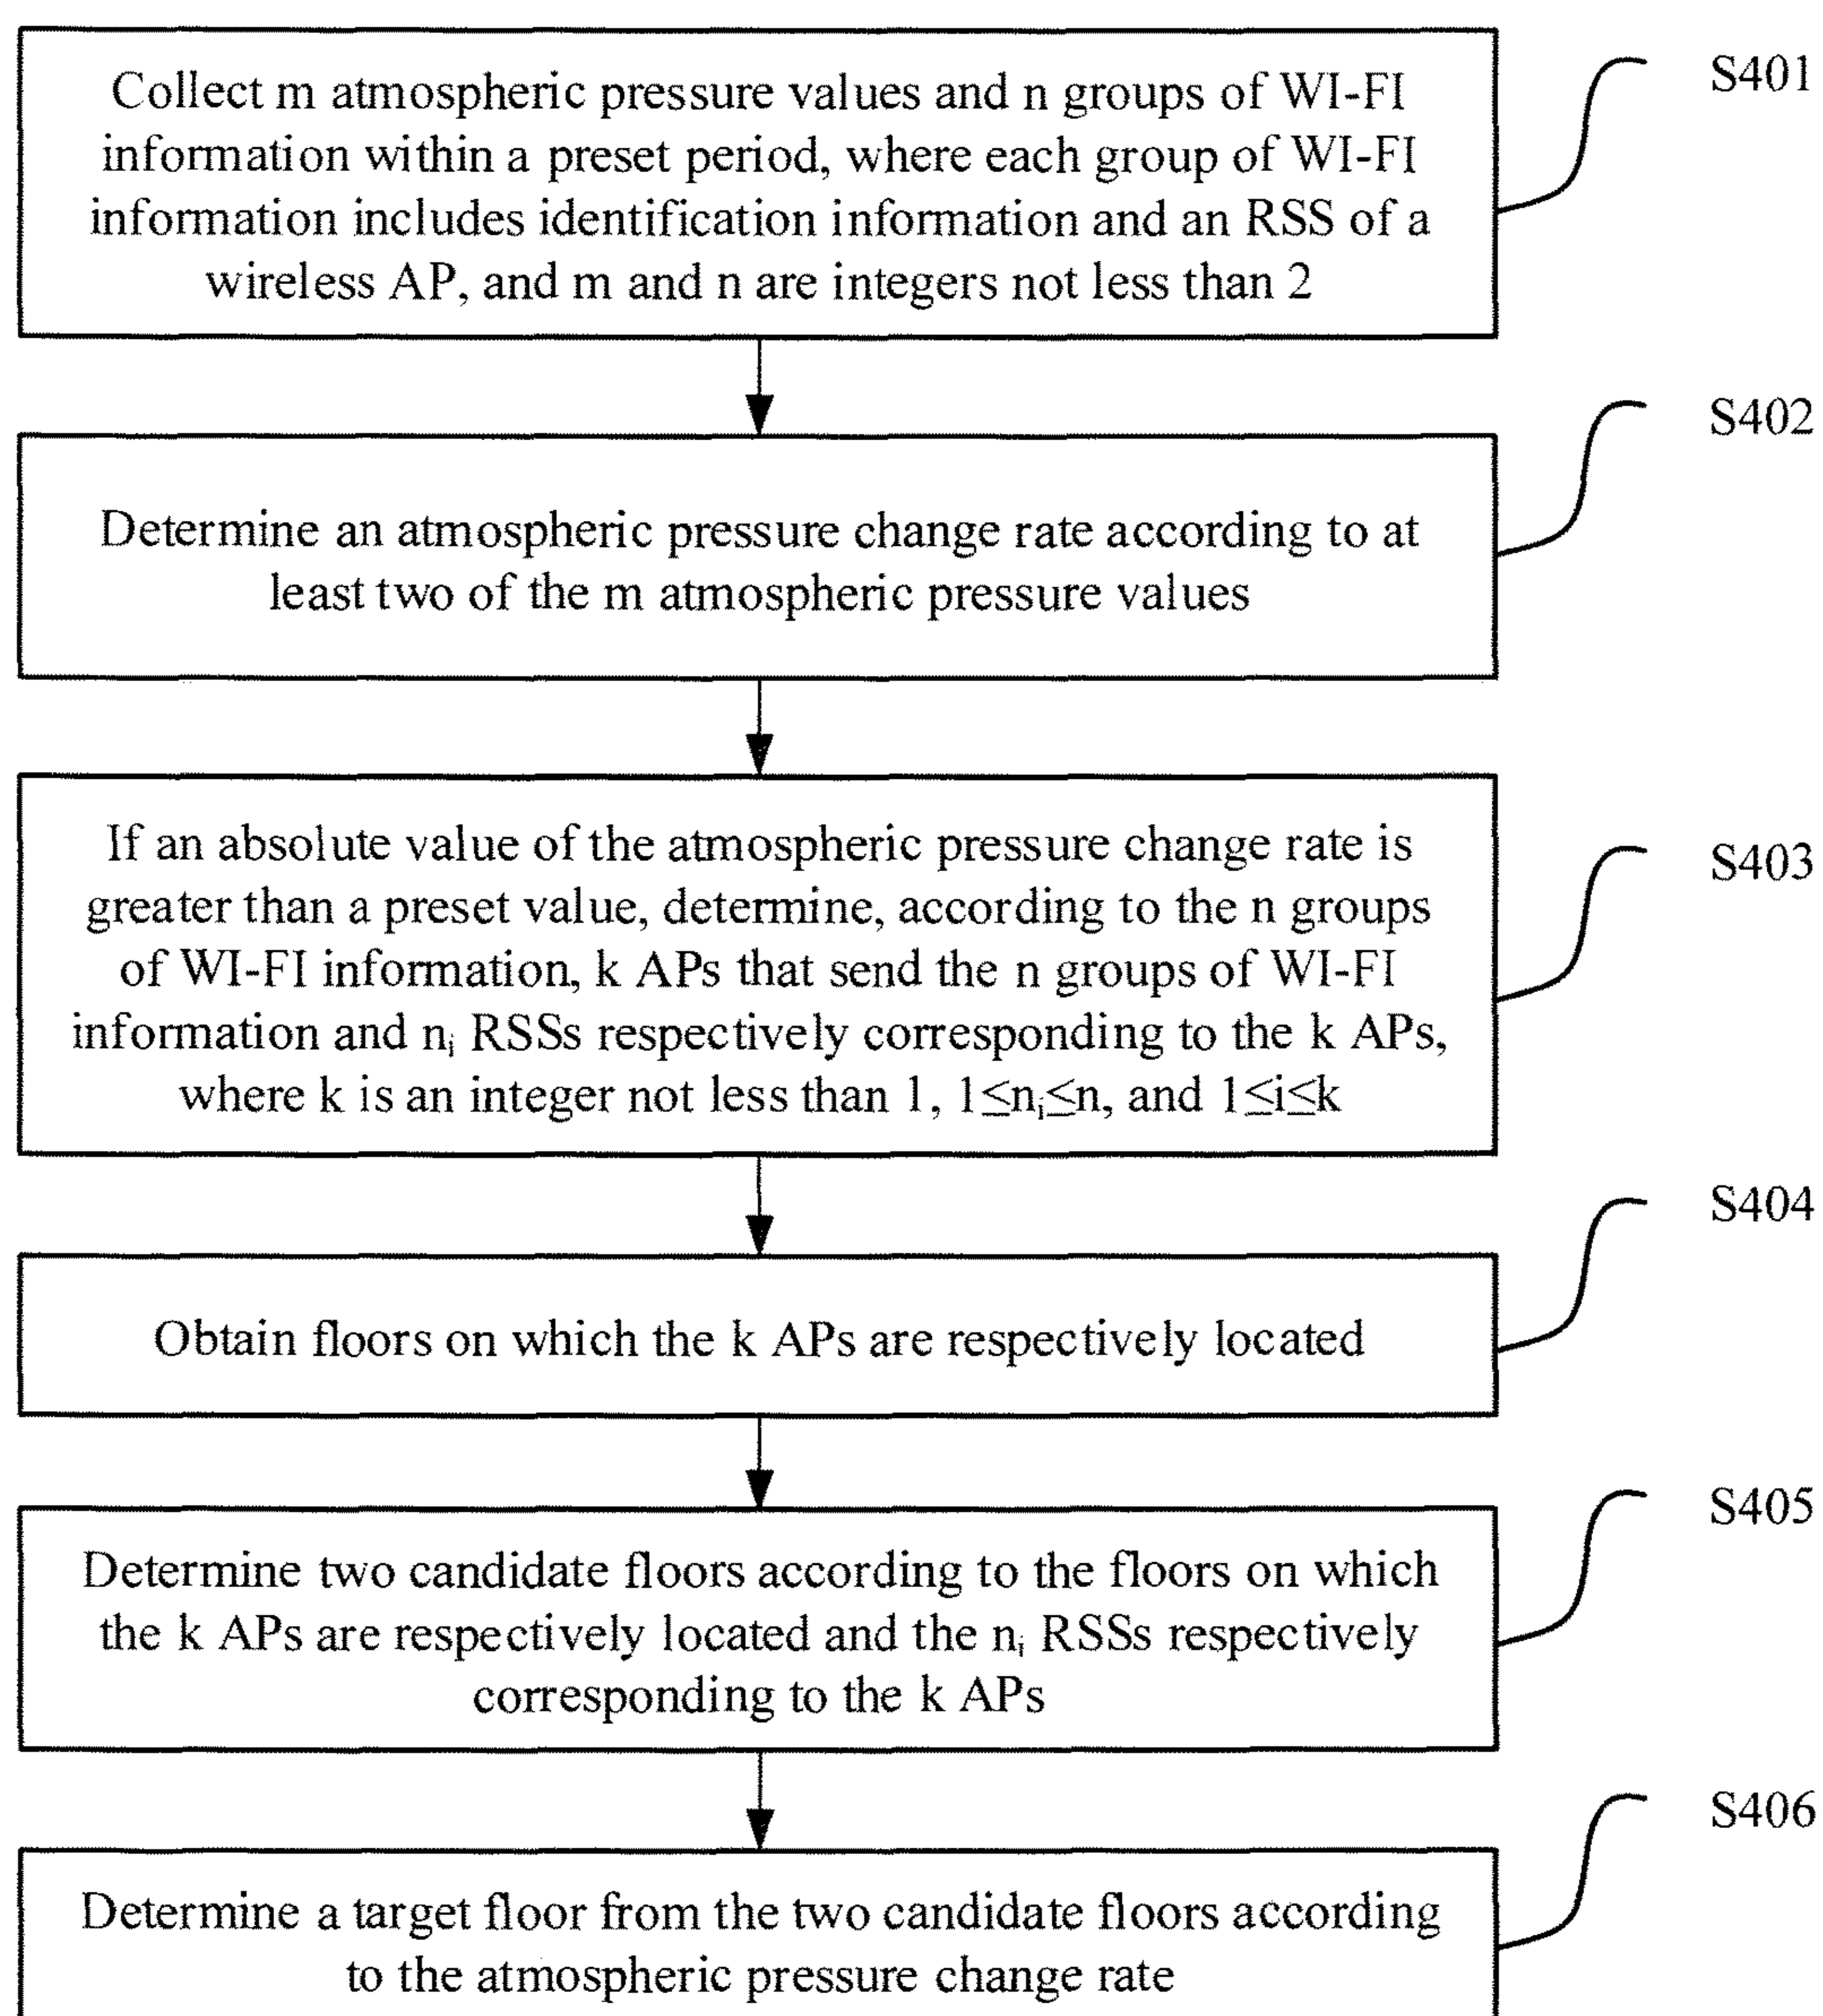 Collect m atmospheric pressure values and n groups of WI-FI
information within a preset period, where each group of WI-FI
information includes identification information and an RSS of a
wireless AP, and m and n are integers not less than 2
S401
Determine an atmospheric pressure change rate according to at
least two of the m atmospheric pressure values
S402
If an absolute value of the atmospheric pressure change rate is
greater than a preset value, determine, according to the n groups
of WI-FI information, k APs that send the n groups of WI-FI
information and nᵢ RSSs respectively corresponding to the k APs,
where k is an integer not less than 1, 1≤nᵢ≤n, and 1≤i≤k
S403
Obtain floors on which the k APs are respectively located
S404
Determine two candidate floors according to the floors on which
the k APs are respectively located and the nᵢ RSSs respectively
corresponding to the k APs
S405
Determine a target floor from the two candidate floors according
to the atmospheric pressure change rate
S406